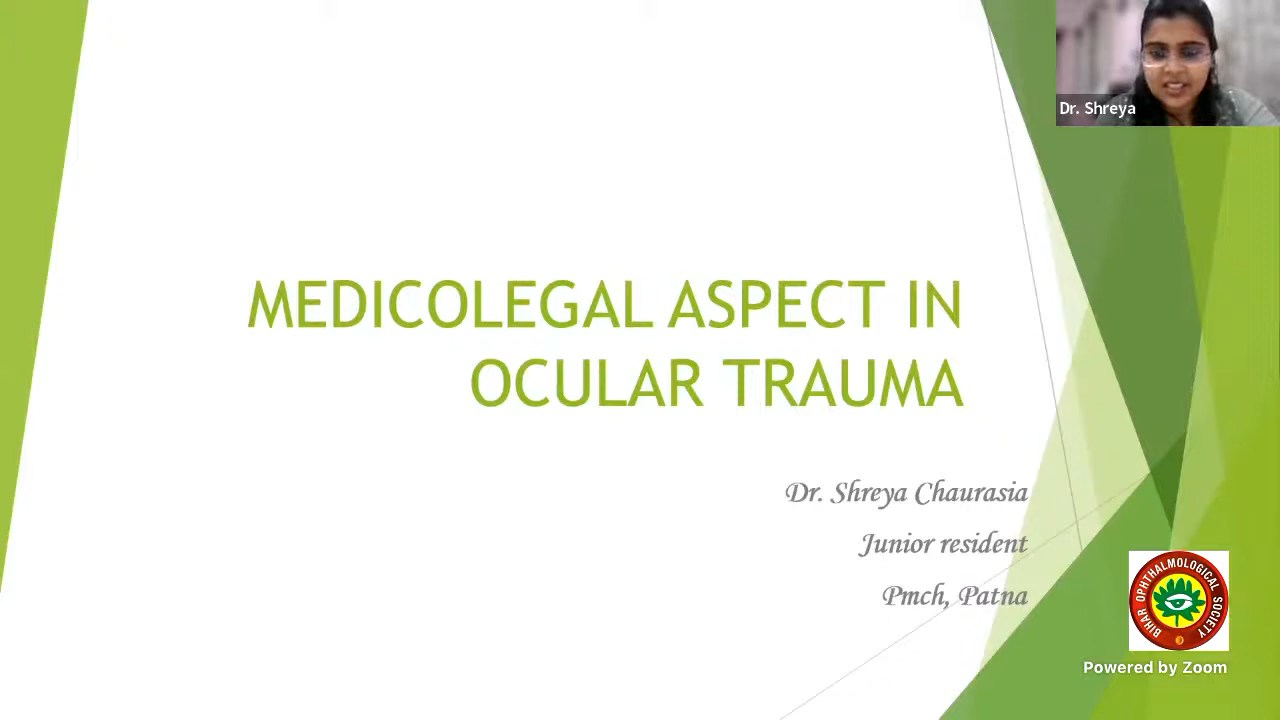 Dr. Shreya
MEDICOLEGAL ASPECT IN
OCULAR TRAUMA
Dr. Shreya Chaurasia
Junior resident
Pmch, Patna
BIHAR OPHTHALMOLOGICAL SOCIETY
Powered by Zoom